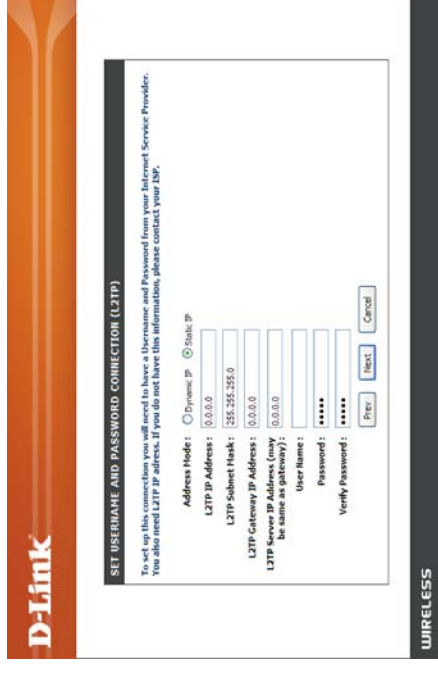 D-Link
SET USERNAME AND PASSWORD CONNECTION (L2TP)
To set up this connection you will need to have a Username and Password from your Internet Service Provider.
You also need L2TP IP adress. If you do not have this information, please contact your ISP.
Address Mode : Dynamic IP Static IP
L2TP IP Address : 0.0.0.0
L2TP Subnet Mask : 255.255.255.0
L2TP Gateway IP Address : 0.0.0.0
L2TP Server IP Address (may
be same as gateway) : 0.0.0.0
User Name :
Password : •••••
Verify Password : •••••
Prev Next Cancel
WIRELESS